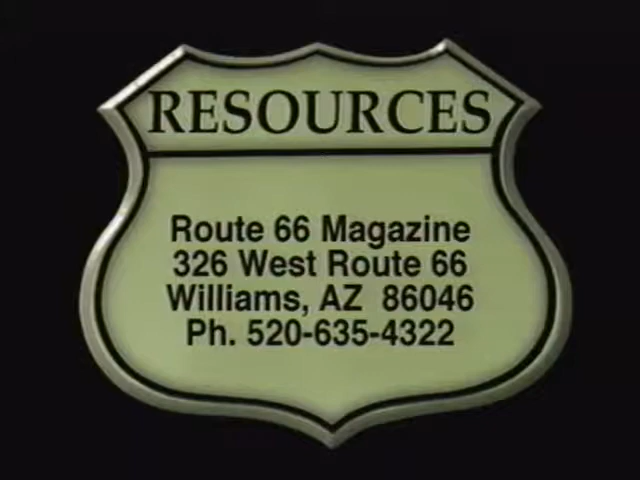 RESOURCES
Route 66 Magazine
326 West Route 66
Williams, AZ 86046
Ph. 520-635-4322